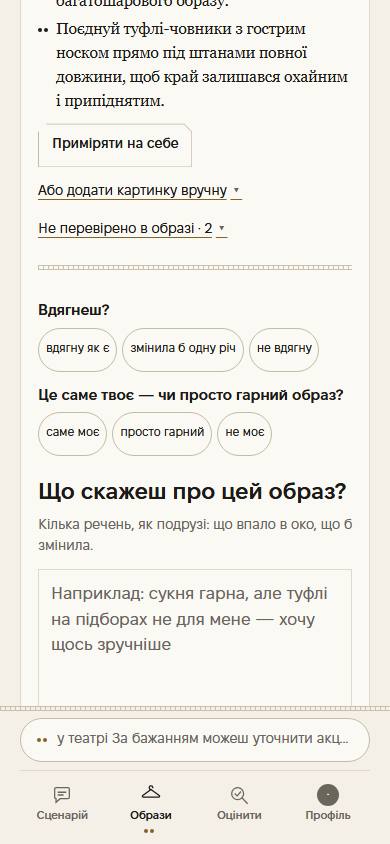 багатошарового образу.
•• Поєднуй туфлі-човники з гострим
носком прямо під штанами повної
довжини, щоб край залишався охайним
і припіднятим.
Приміряти на себе
Або додати картинку вручну ▾
Не перевірено в образі · 2 ▾
Вдягнеш?
вдягну як є змінила б одну річ не вдягну
Це саме твоє — чи просто гарний образ?
саме моє просто гарний не моє
Що скажеш про цей образ?
Кілька речень, як подрузі: що впало в око, що б
змінила.
Наприклад: сукня гарна, але туфлі
на підборах не для мене — хочу
щось зручніше
•• у театрі За бажанням можеш уточнити акц...
Сценарій Образи Оцінити Профіль